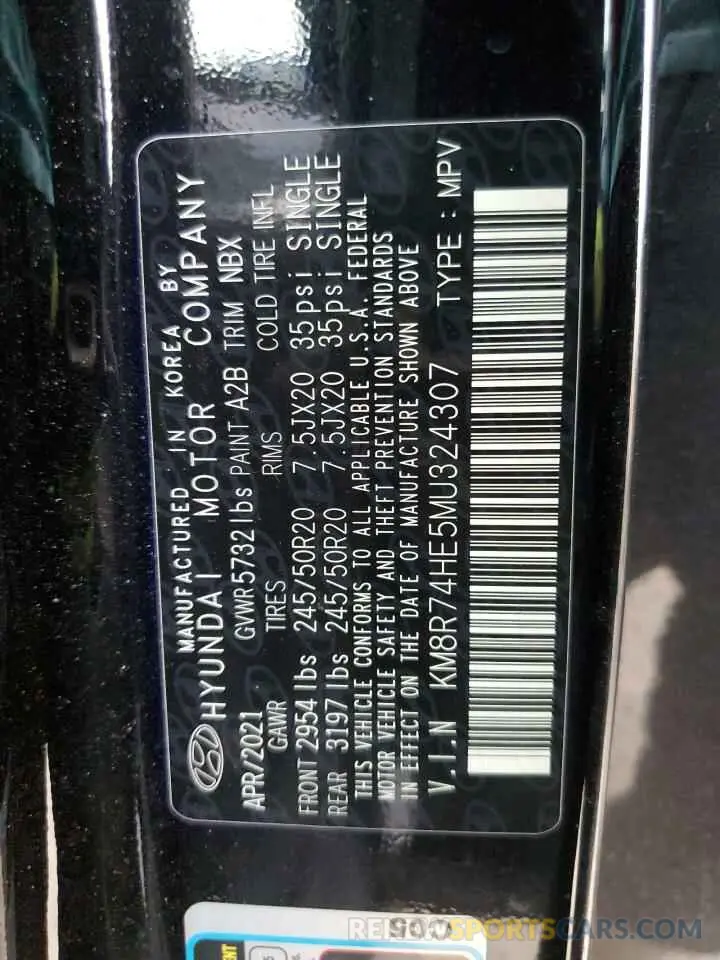 MANUFACTURED IN KOREA BY
HYUNDAI MOTOR COMPANY
APR/2021 GVWR 5732 lbs PAINT A2B TRIM NBX
GAWR TIRES RIMS COLD TIRE INFL
FRONT 2954 lbs 245/50R20 7.5JX20 35psi SINGLE
REAR 3197 lbs 245/50R20 7.5JX20 35psi SINGLE
THIS VEHICLE CONFORMS TO ALL APPLICABLE U.S.A. FEDERAL
MOTOR VEHICLE SAFETY AND THEFT PREVENTION STANDARDS
IN EFFECT ON THE DATE OF MANUFACTURE SHOWN ABOVE
V.I.N KM8R74HE5MU324307 TYPE : MPV